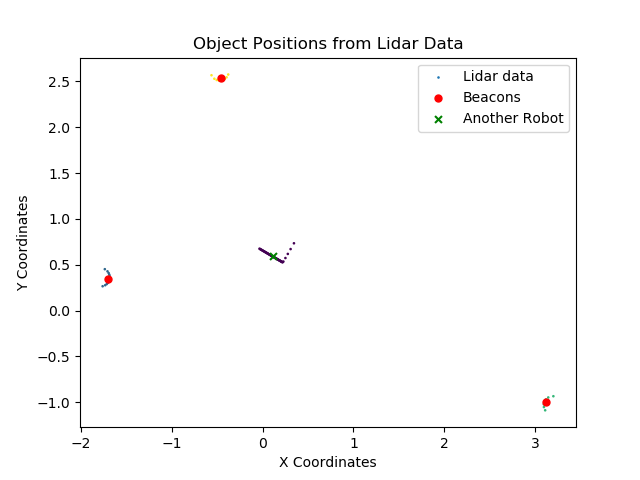 Object Positions from Lidar Data
Lidar data
Beacons
Another Robot
Y Coordinates
2.5
2.0
1.5
1.0
0.5
0.0
−0.5
−1.0
−2
−1
0
1
2
3
X Coordinates